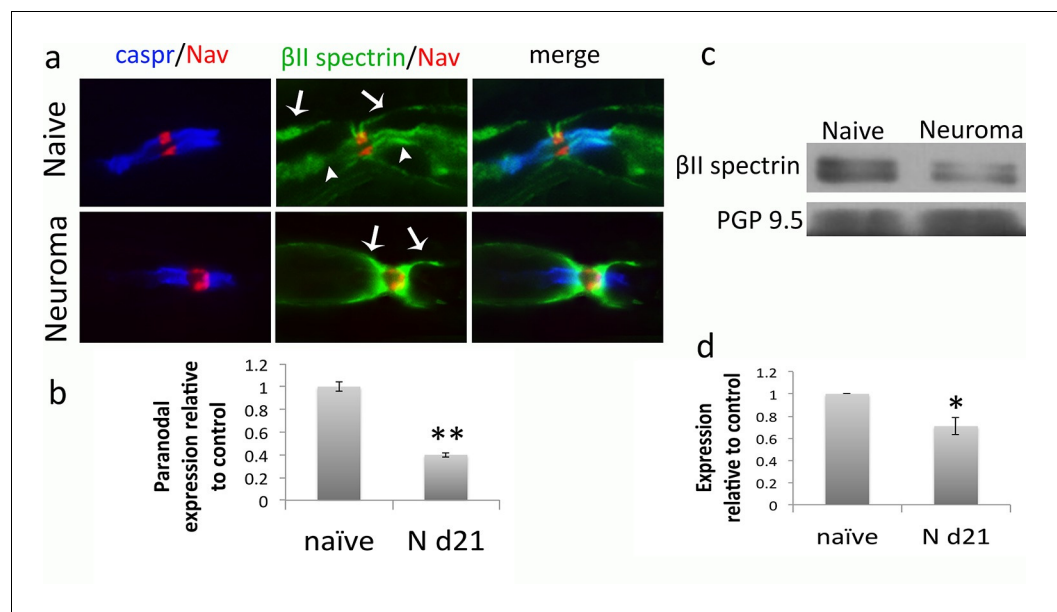 a
caspr/Nav
βII spectrin/Nav
merge
Naive
Neuroma
b
Paranodal
expression relative
to control
1.2
1
0.8
0.6
0.4
0.2
0
**
naïve
N d21
c
Naive
Neuroma
βII spectrin
PGP 9.5
d
Expression
relative to control
1.2
1
0.8
0.6
0.4
0.2
0
*
naïve
N d21